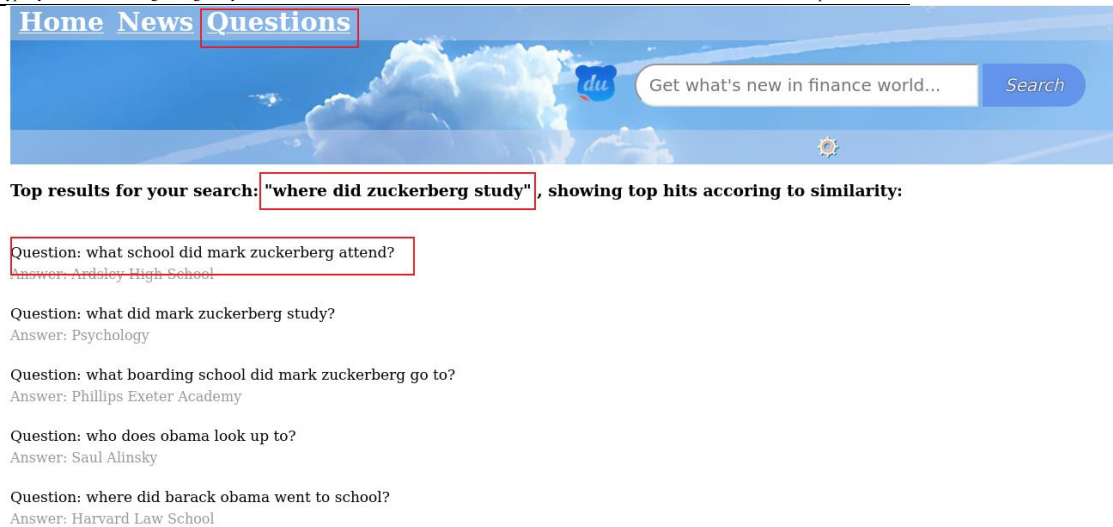 Home News Questions
du
Get what's new in finance world... Search
Top results for your search: "where did zuckerberg study" , showing top hits accoring to similarity:
Question: what school did mark zuckerberg attend?
Answer: Ardsley High School
Question: what did mark zuckerberg study?
Answer: Psychology
Question: what boarding school did mark zuckerberg go to?
Answer: Phillips Exeter Academy
Question: who does obama look up to?
Answer: Saul Alinsky
Question: where did barack obama went to school?
Answer: Harvard Law School